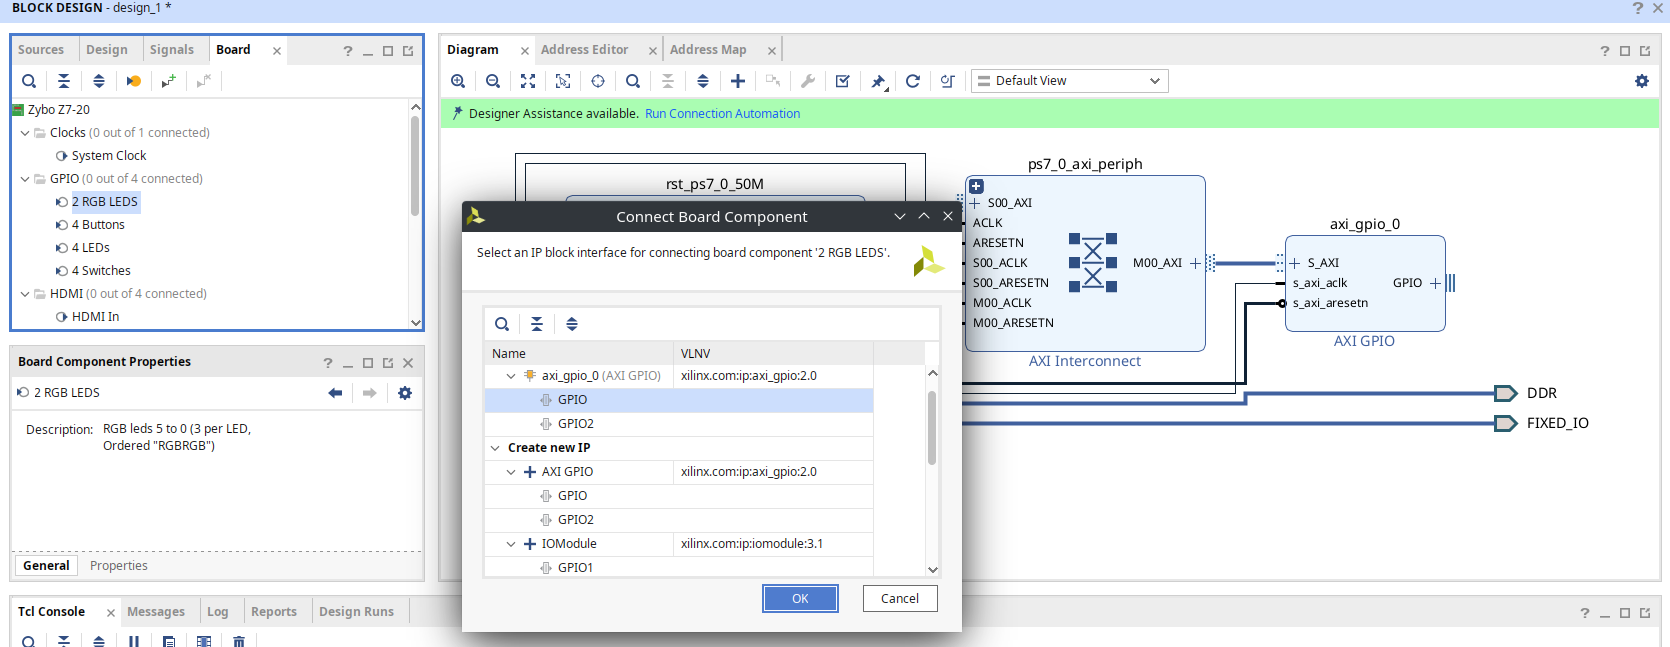 BLOCK DESIGN - design_1 *
Sources Design Signals Board
Zybo Z7-20
Clocks (0 out of 1 connected)
System Clock
GPIO (0 out of 4 connected)
2 RGB LEDS
4 Buttons
4 LEDs
4 Switches
HDMI (0 out of 4 connected)
HDMI In
Board Component Properties
2 RGB LEDS
Description: RGB leds 5 to 0 (3 per LED,
Ordered "RGBRGB")
General Properties
Diagram Address Editor Address Map
Default View
Designer Assistance available. Run Connection Automation
rst_ps7_0_50M
ps7_0_axi_periph
S00_AXI
ACLK
ARESETN
S00_ACLK
S00_ARESETN
M00_ACLK
M00_ARESETN
M00_AXI
AXI Interconnect
axi_gpio_0
S_AXI
s_axi_aclk
s_axi_aresetn
GPIO
AXI GPIO
DDR
FIXED_IO
Connect Board Component
Select an IP block interface for connecting board component '2 RGB LEDS'.
Name VLNV
axi_gpio_0 (AXI GPIO) xilinx.com:ip:axi_gpio:2.0
GPIO
GPIO2
Create new IP
AXI GPIO xilinx.com:ip:axi_gpio:2.0
GPIO
GPIO2
IOModule xilinx.com:ip:iomodule:3.1
GPIO1
OK Cancel
Tcl Console Messages Log Reports Design Runs